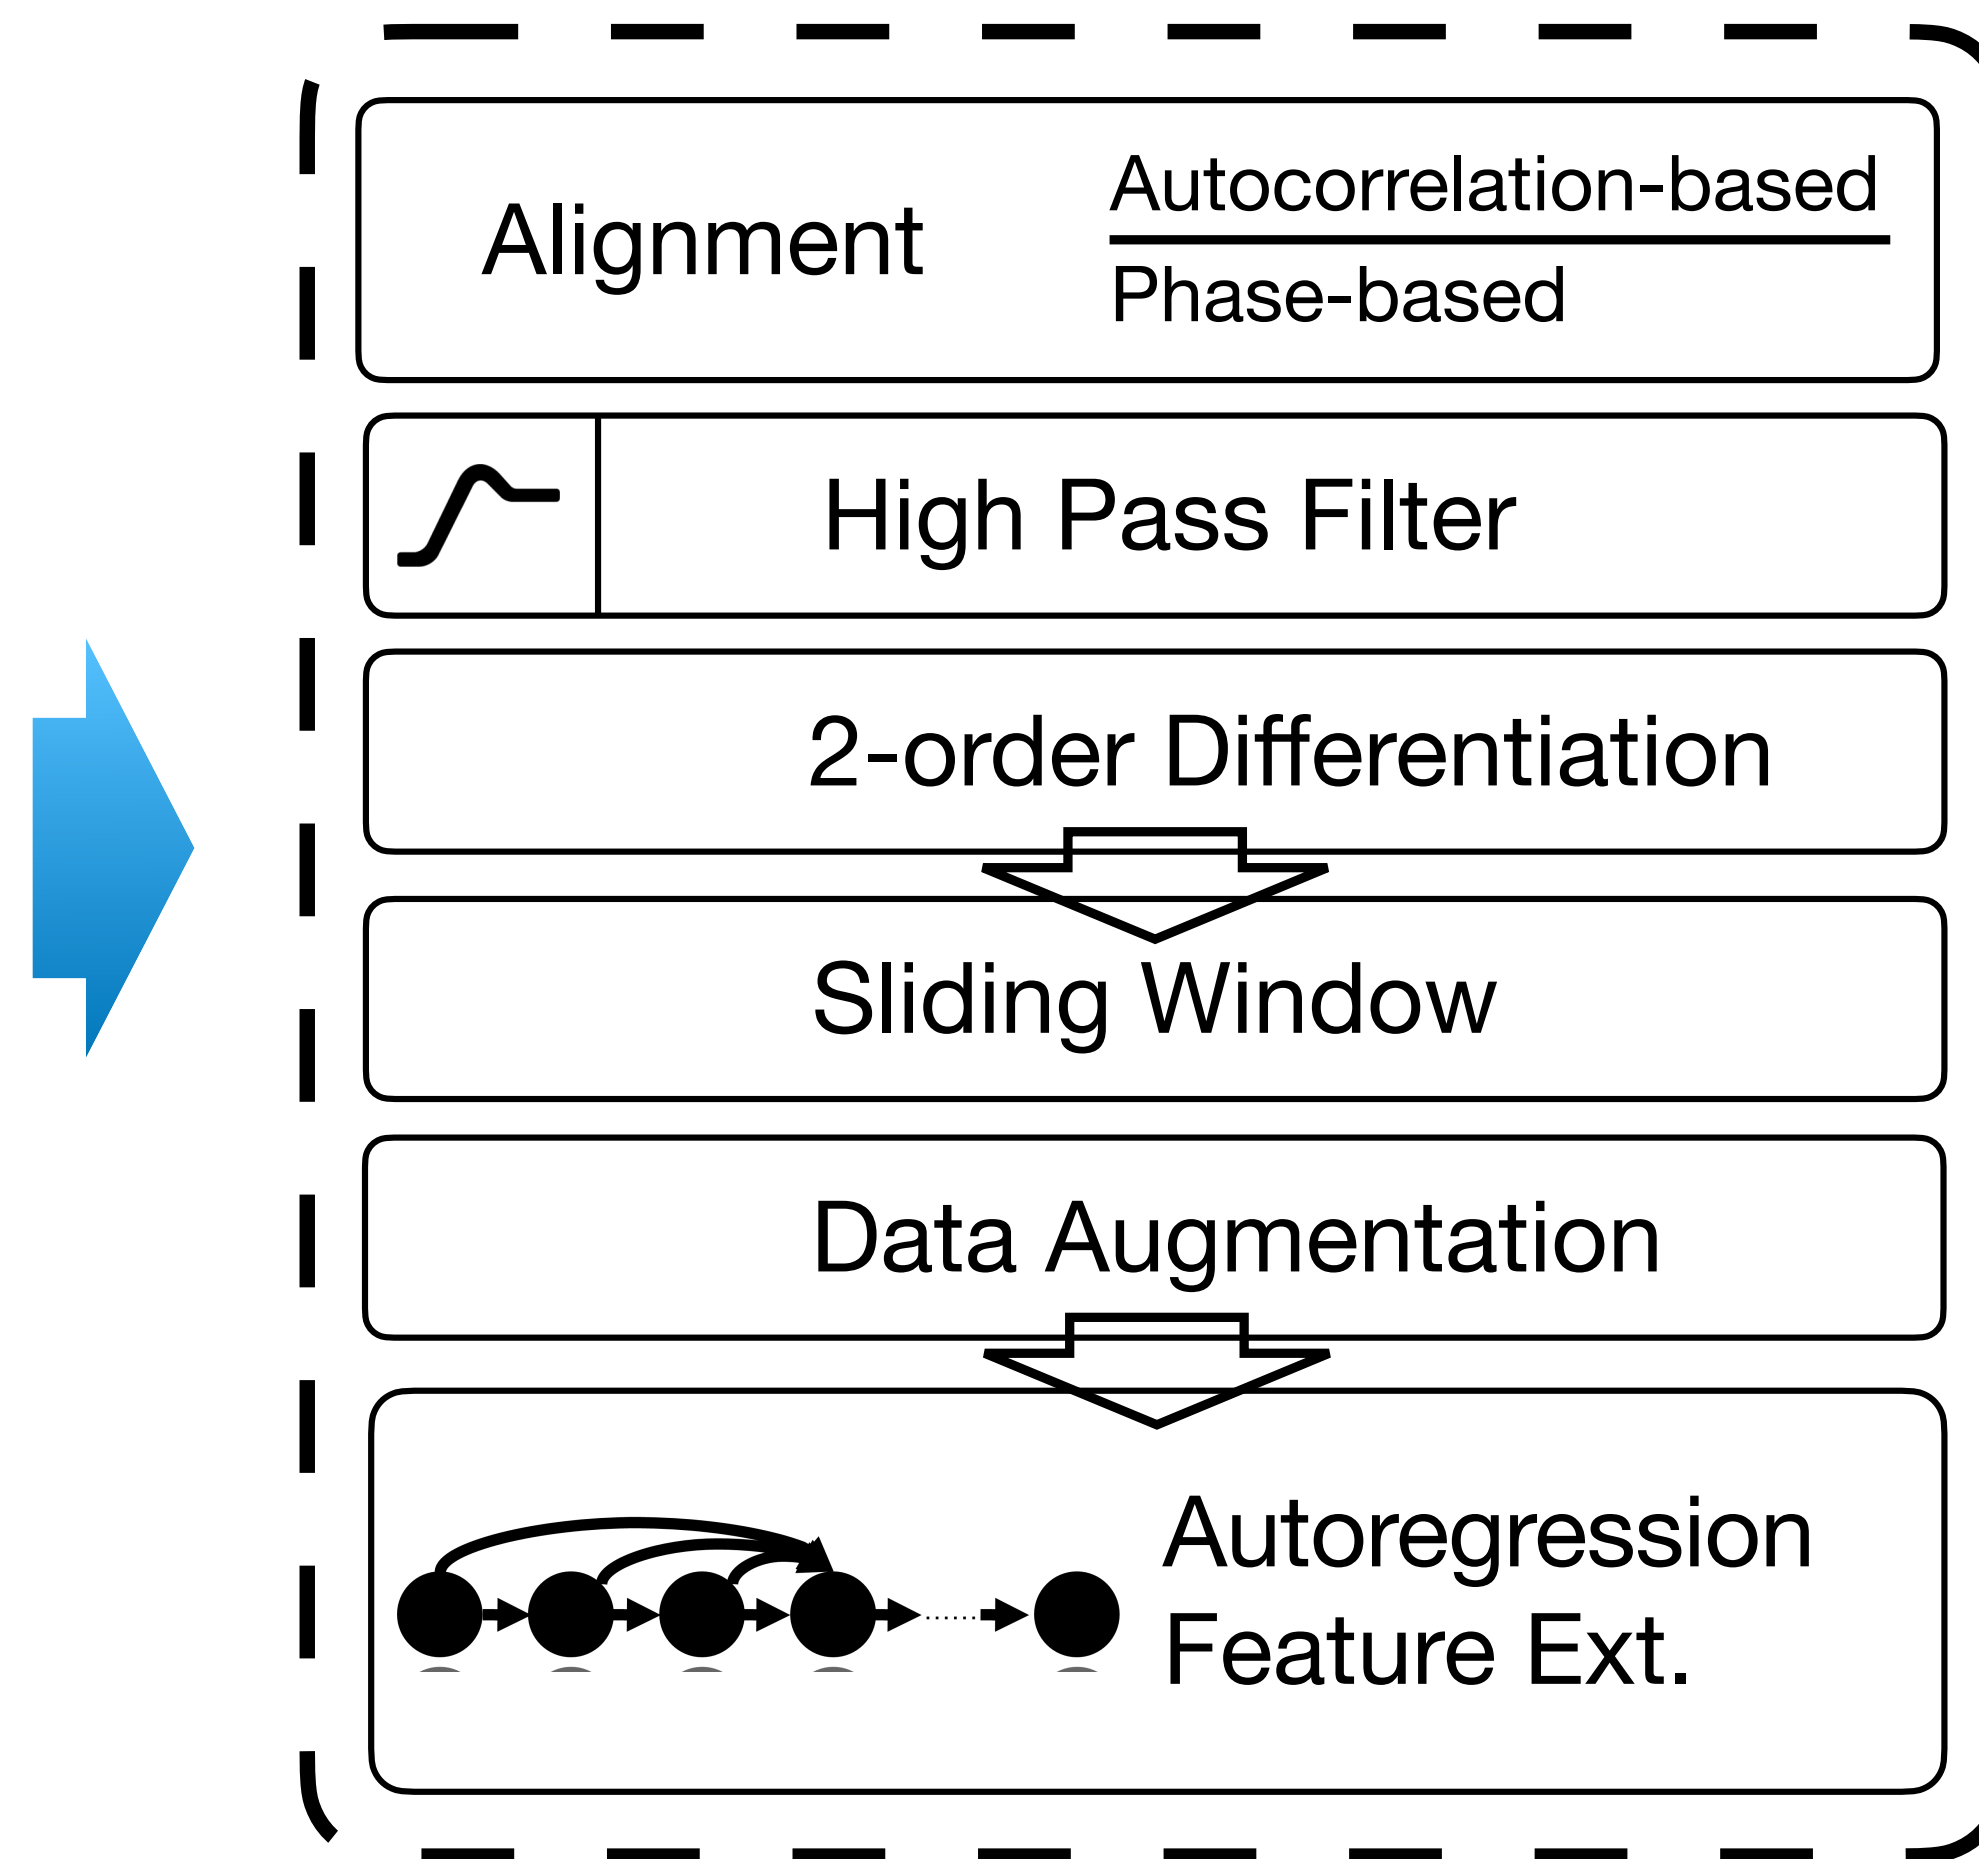 Alignment
Autocorrelation-based
Phase-based
High Pass Filter
2-order Differentiation
Sliding Window
Data Augmentation
Autoregression
Feature Ext.